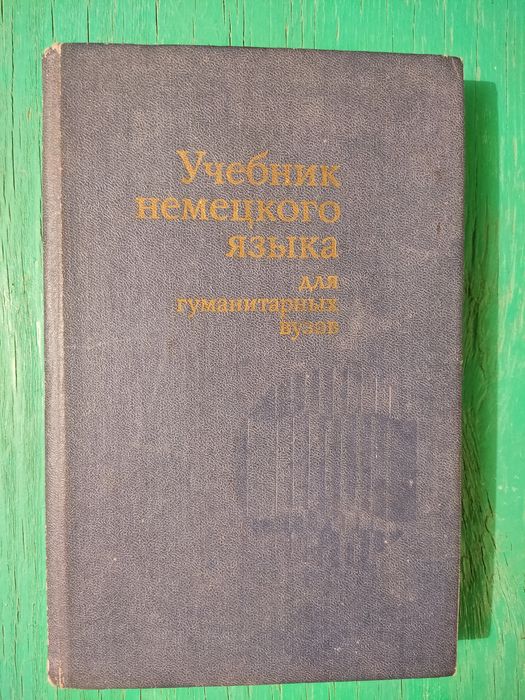 Учебник
немецкого
языка
для
гуманитарных
вузов